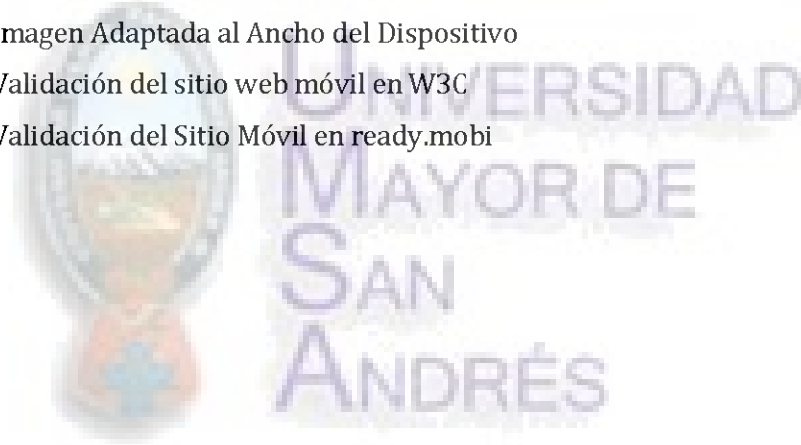 magen Adaptada al Ancho del Dispositivo
Validación del sitio web móvil en W3C
Validación del Sitio Móvil en ready.mobi
UNIVERSIDAD
MAYOR DE
SAN
ANDRÉS